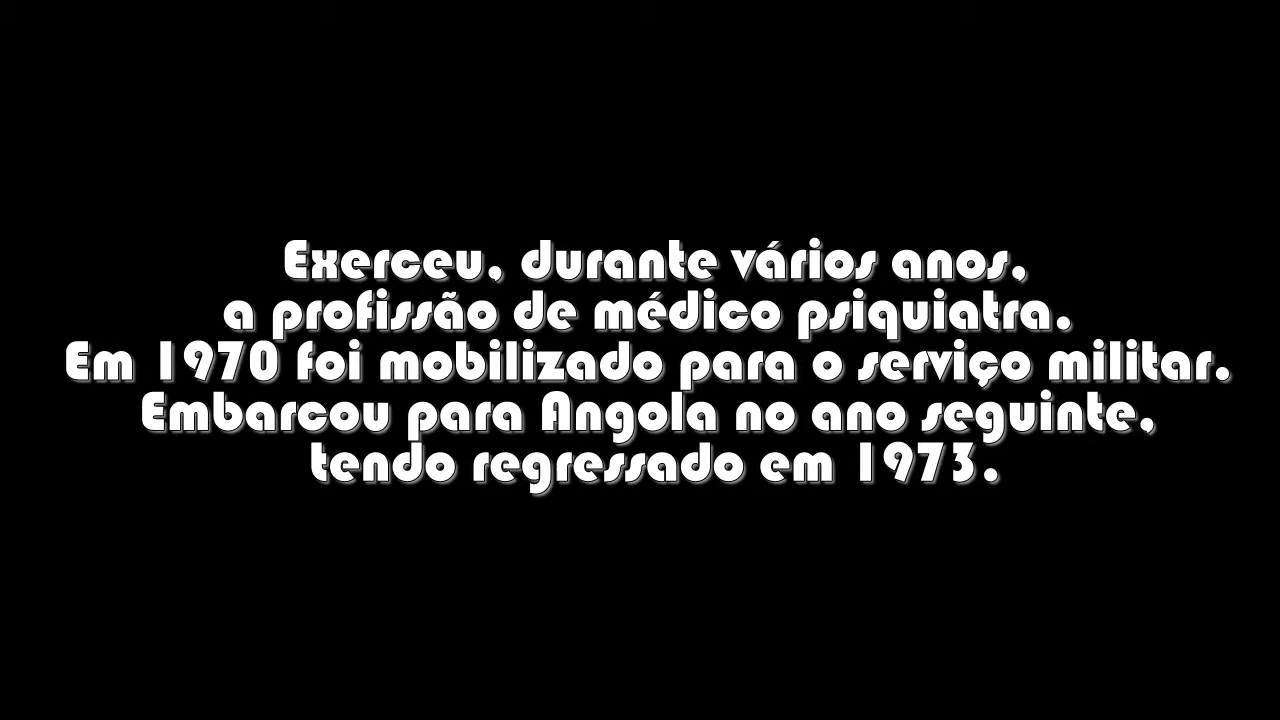 Exerceu, durante vários anos,
a profissão de médico psiquiatra.
Em 1970 foi mobilizado para o serviço militar.
Embarcou para Angola no ano seguinte,
tendo regressado em 1973.